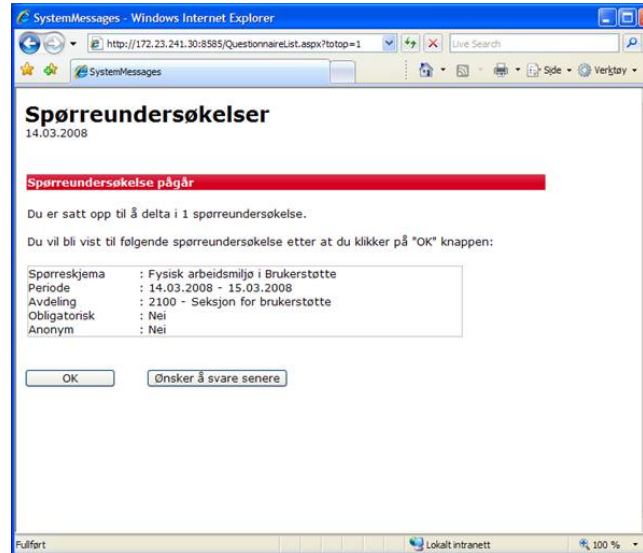 SystemMessages - Windows Internet Explorer
http://172.23.241.30:8585/QuestionnaireList.aspx?totop=1
Live Search
SystemMessages
Side
Verktøy
Spørreundersøkelser
14.03.2008
Spørreundersøkelse pågår
Du er satt opp til å delta i 1 spørreundersøkelse.
Du vil bli vist til følgende spørreundersøkelse etter at du klikker på "OK" knappen:
Spørreskjema : Fysisk arbeidsmiljø i Brukerstøtte
Periode : 14.03.2008 - 15.03.2008
Avdeling : 2100 - Seksjon for brukerstøtte
Obligatorisk : Nei
Anonym : Nei
OK Ønsker å svare senere
Fullført Lokalt intranett 100 %